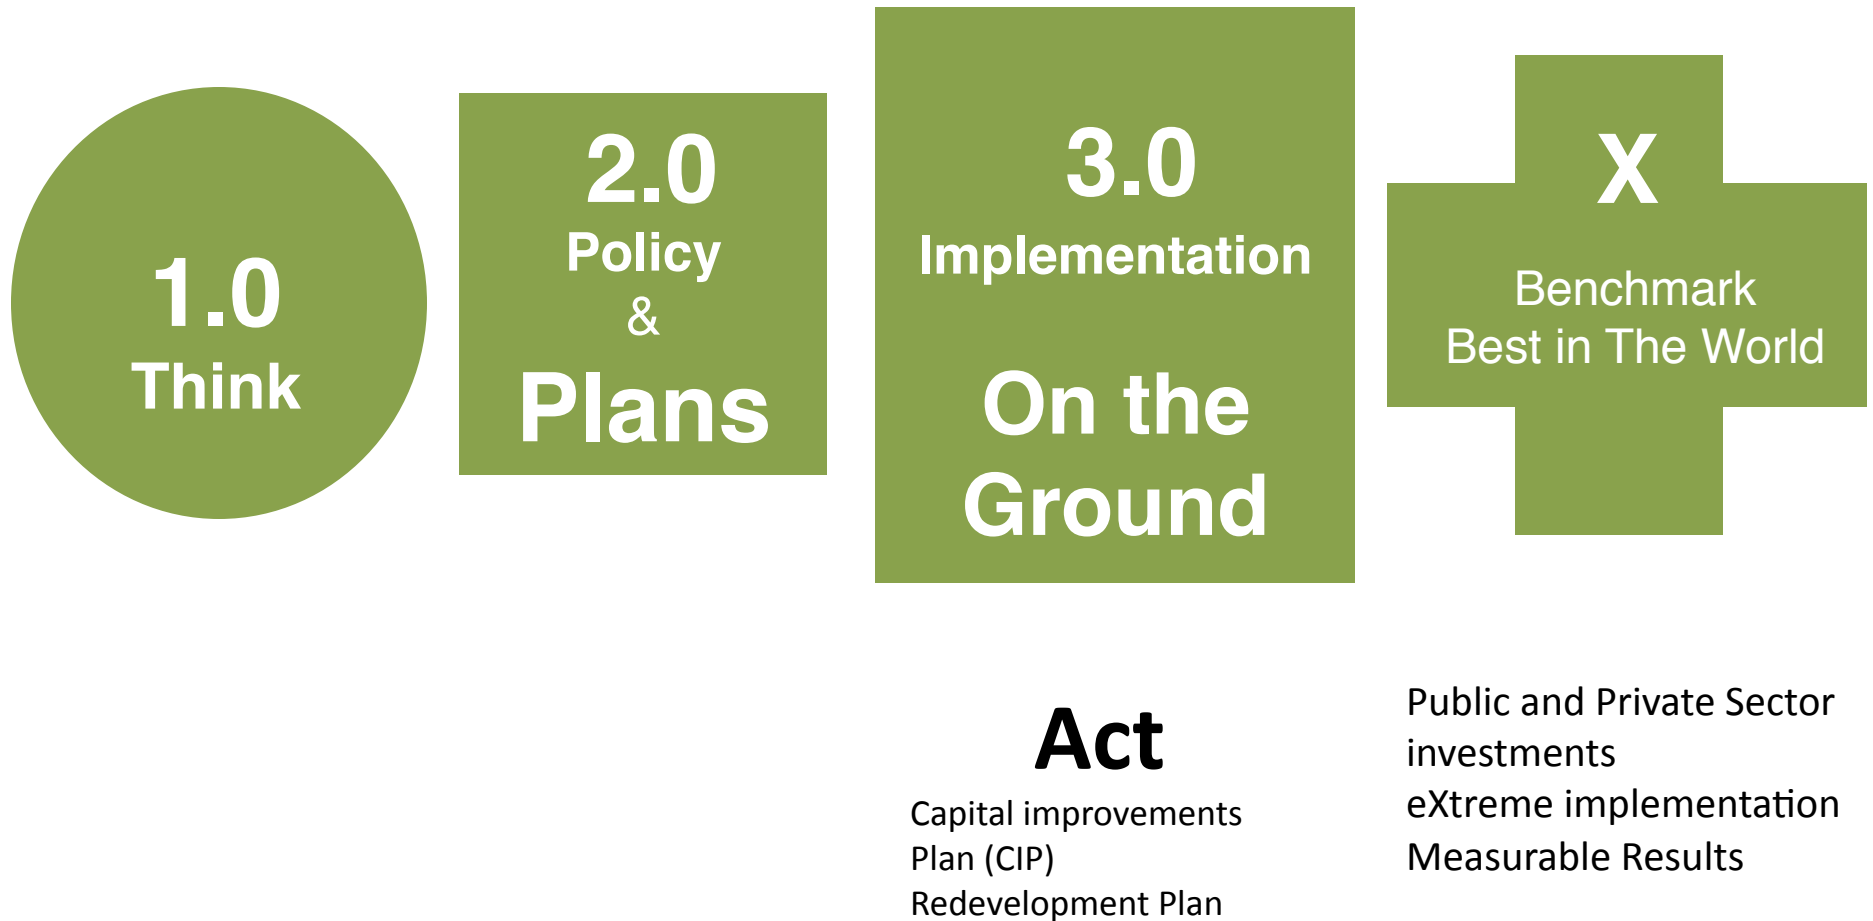 1.0
Think
2.0
Policy
&
Plans
3.0
Implementation
On the
Ground
X
Benchmark
Best in The World
Act
Capital improvements
Plan (CIP)
Redevelopment Plan
Public and Private Sector
investments
eXtreme implementation
Measurable Results